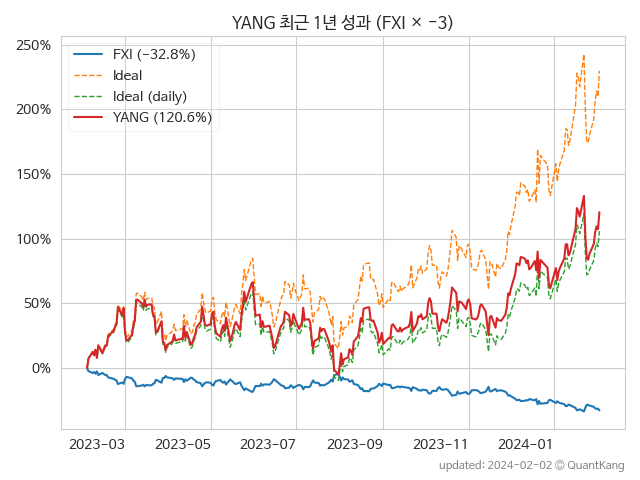 YANG 최근 1년 성과 (FXI × −3)
250%
200%
150%
100%
50%
0%
FXI (−32.8%)
Ideal
Ideal (daily)
YANG (120.6%)
2023−03 2023−05 2023−07 2023−09 2023−11 2024−01
updated: 2024−02−02 ⓒ QuantKang